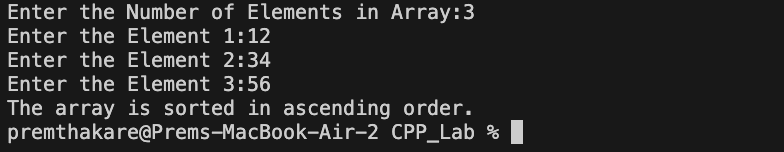 Enter the Number of Elements in Array:3
Enter the Element 1:12
Enter the Element 2:34
Enter the Element 3:56
The array is sorted in ascending order.
premthakare@Prems-MacBook-Air-2 CPP_Lab %